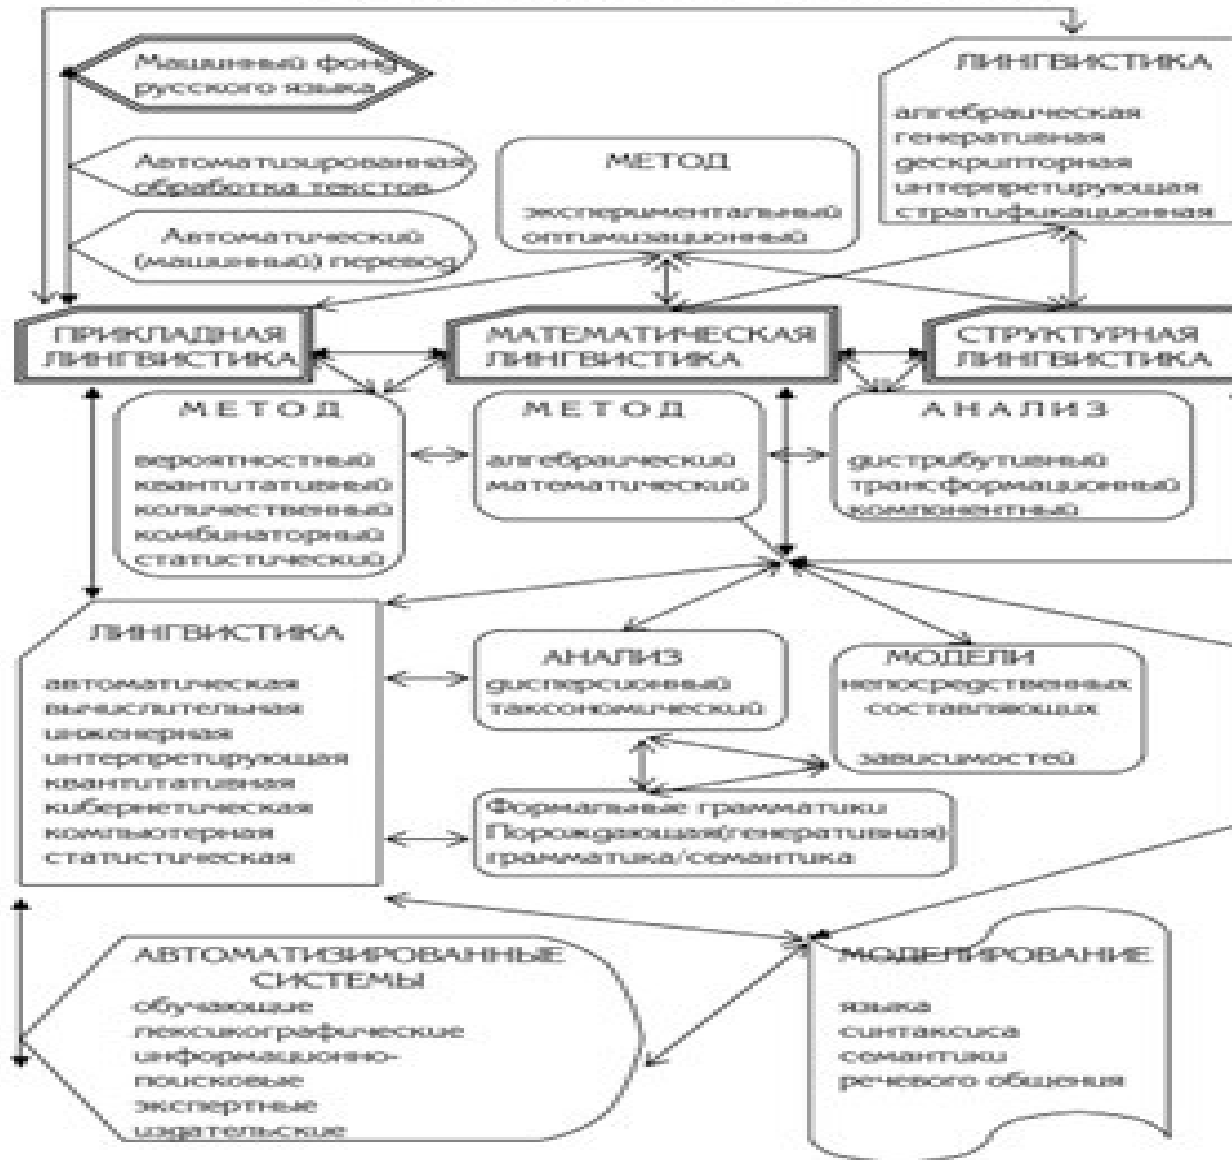 Машинный фонд
русского языка
Автоматизированная
обработка текстов
Автоматический
(машинный) перевод
МЕТОД
экспериментальный
оптимизационный
ЛИНГВИСТИКА
алгебраическая
генеративная
дескрипторная
интерпретирующая
стратификационная
ПРИКЛАДНАЯ
ЛИНГВИСТИКА
МАТЕМАТИЧЕСКАЯ
ЛИНГВИСТИКА
СТРУКТУРНАЯ
ЛИНГВИСТИКА
МЕТОД
вероятностный
квантитативный
количественный
комбинаторный
статистический
МЕТОД
алгебраический
математический
АНАЛИЗ
дистрибутивный
трансформационный
компонентный
ЛИНГВИСТИКА
автоматическая
вычислительная
инженерная
интерпретирующая
квантитативная
кибернетическая
компьютерная
статистическая
АНАЛИЗ
дисперсионный
таксономический
МОДЕЛИ
непосредственных
составляющих
зависимостей
Формальные грамматики
Порождающая(генеративная)
грамматика/семантика
АВТОМАТИЗИРОВАННЫЕ
СИСТЕМЫ
обучающие
лексикографические
информационно-
поисковые
экспертные
издательские
МОДЕЛИРОВАНИЕ
языка
синтаксиса
семантики
речевого общения